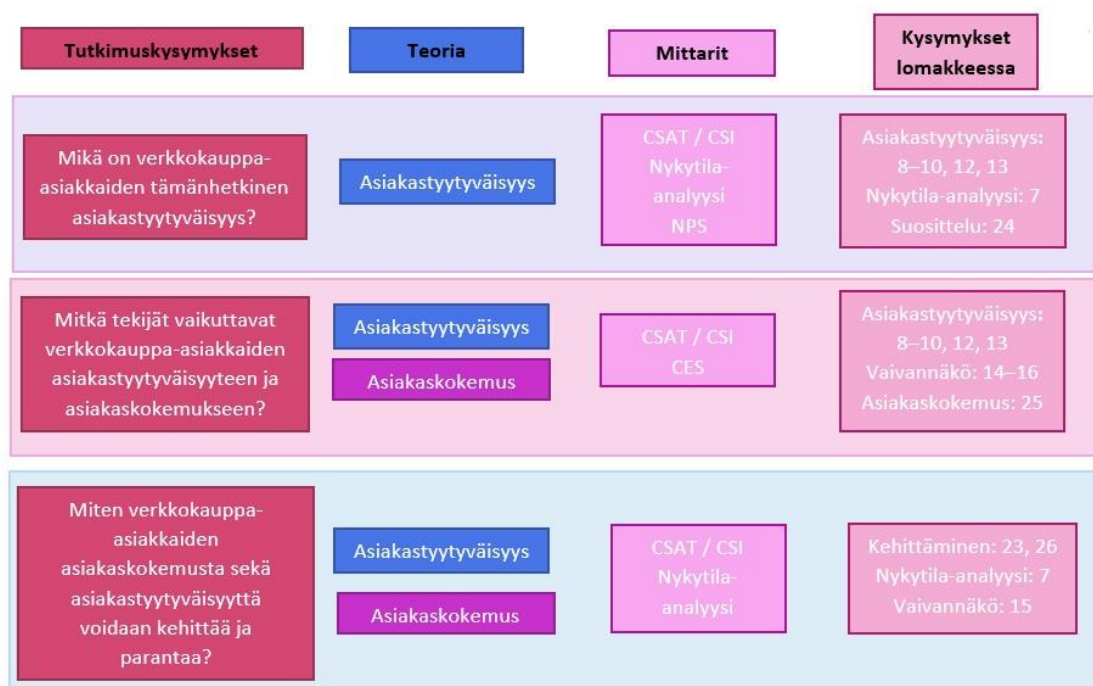 Tutkimuskysymykset
Teoria
Mittarit
Kysymykset
lomakkeessa
Mikä on verkkokauppa-
asiakkaiden tämänhetkinen
asiakastyytyväisyys?
Asiakastyytyväisyys
CSAT / CSI
Nykytila-
analyysi
NPS
Asiakastyytyväisyys:
8–10, 12, 13
Nykytila-analyysi: 7
Suosittelu: 24
Mitkä tekijät vaikuttavat
verkkokauppa-asiakkaiden
asiakastyytyväisyyteen ja
asiakaskokemukseen?
Asiakastyytyväisyys
Asiakaskokemus
CSAT / CSI
CES
Asiakastyytyväisyys:
8–10, 12, 13
Vaivannäkö: 14–16
Asiakaskokemus: 25
Miten verkkokauppa-
asiakkaiden
asiakaskokemusta sekä
asiakastyytyväisyyttä
voidaan kehittää ja
parantaa?
Asiakastyytyväisyys
Asiakaskokemus
CSAT / CSI
Nykytila-
analyysi
Kehittäminen: 23, 26
Nykytila-analyysi: 7
Vaivannäkö: 15